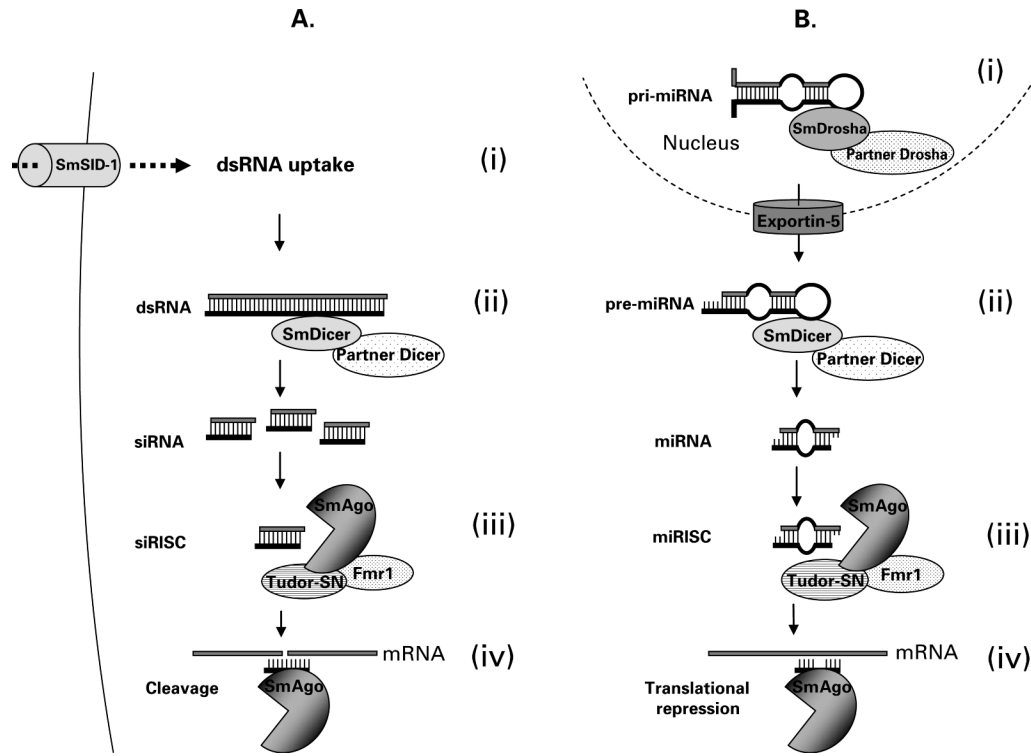 A.
SmSID-1
dsRNA uptake
(i)
dsRNA
(ii)
SmDicer
Partner Dicer
siRNA
SmAgo
siRISC
(iii)
Tudor-SN
Fmr1
mRNA
(iv)
Cleavage
SmAgo
B.
(i)
pri-miRNA
SmDrosha
Nucleus
Partner Drosha
Exportin-5
pre-miRNA
(ii)
SmDicer
Partner Dicer
miRNA
SmAgo
miRISC
(iii)
Tudor-SN
Fmr1
mRNA
(iv)
SmAgo
Translational
repression